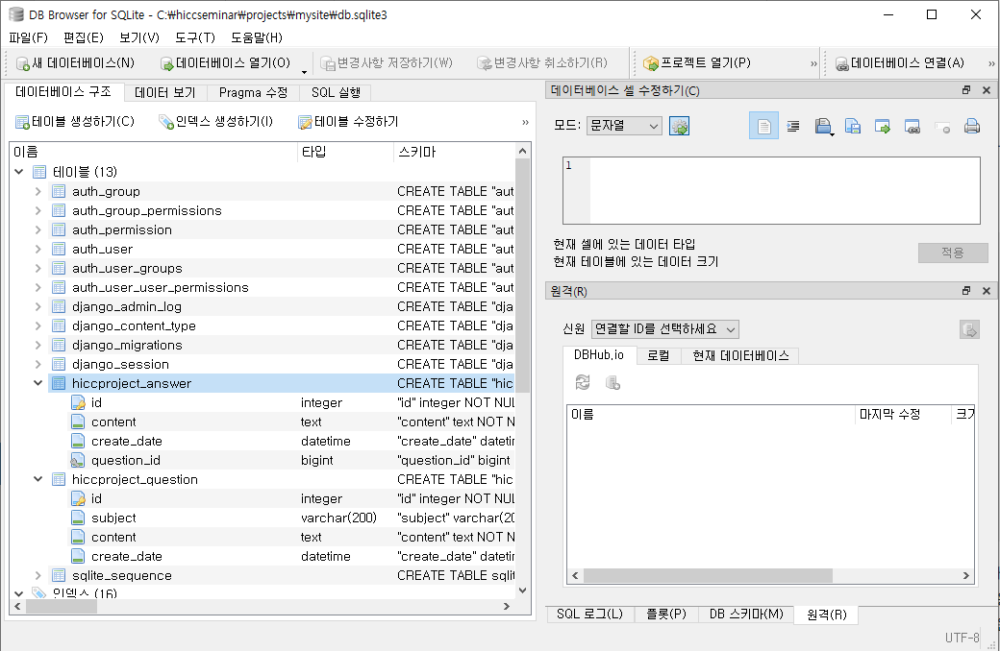 DB Browser for SQLite - C:₩hiccseminar₩projects₩mysite₩db.sqlite3
파일(F) 편집(E) 보기(V) 도구(T) 도움말(H)
새 데이터베이스(N) 데이터베이스 열기(O) 변경사항 저장하기(W) 변경사항 취소하기(R) 프로젝트 열기(P) » 데이터베이스 연결(A) »
데이터베이스 구조 데이터 보기 Pragma 수정 SQL 실행
테이블 생성하기(C) 인덱스 생성하기(I) 테이블 수정하기 »
이름 타입 스키마
테이블 (13)
auth_group CREATE TABLE "aut
auth_group_permissions CREATE TABLE "aut
auth_permission CREATE TABLE "aut
auth_user CREATE TABLE "aut
auth_user_groups CREATE TABLE "aut
auth_user_user_permissions CREATE TABLE "aut
django_admin_log CREATE TABLE "dja
django_content_type CREATE TABLE "dja
django_migrations CREATE TABLE "dja
django_session CREATE TABLE "dja
hiccproject_answer CREATE TABLE "hic
id integer "id" integer NOT NUL
content text "content" text NOT N
create_date datetime "create_date" datetin
question_id bigint "question_id" bigint
hiccproject_question CREATE TABLE "hic
id integer "id" integer NOT NUL
subject varchar(200) "subject" varchar(20
content text "content" text NOT N
create_date datetime "create_date" datetin
sqlite_sequence CREATE TABLE sqlit
인덱스 (16)
데이터베이스 셀 수정하기(C)
모드: 문자열
1
현재 셀에 있는 데이터 타입
현재 테이블에 있는 데이터 크기
적용
원격(R)
신원 연결할 ID를 선택하세요
DBHub.io 로컬 현재 데이터베이스
이름 마지막 수정 크기
SQL 로그(L) 플롯(P) DB 스키마(M) 원격(R)
UTF-8